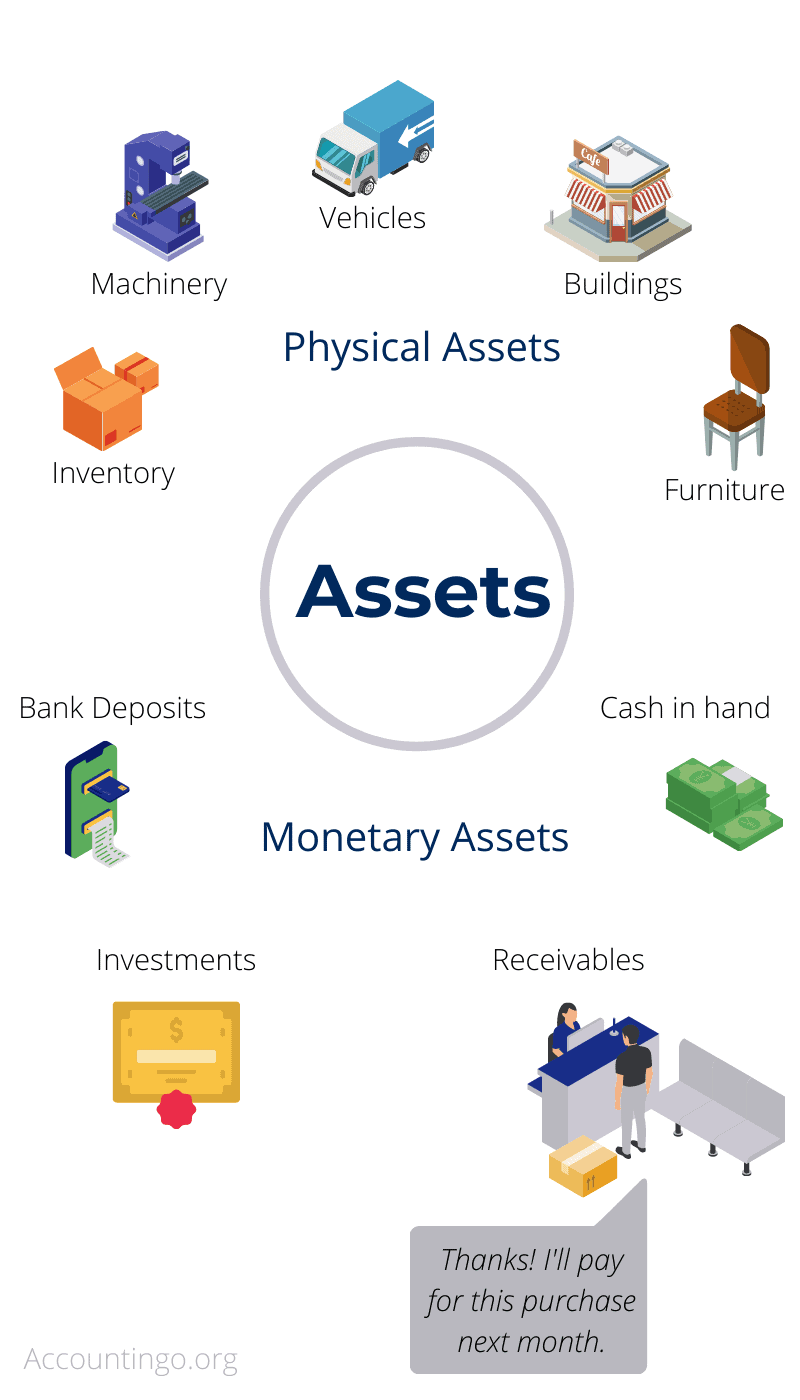 Vehicles
Cafe
Machinery
Buildings
Physical Assets
Inventory
Furniture
Assets
Bank Deposits
Cash in hand
Monetary Assets
Investments
Receivables
$
Thanks! I'll pay
for this purchase
next month.
Accountingo.org